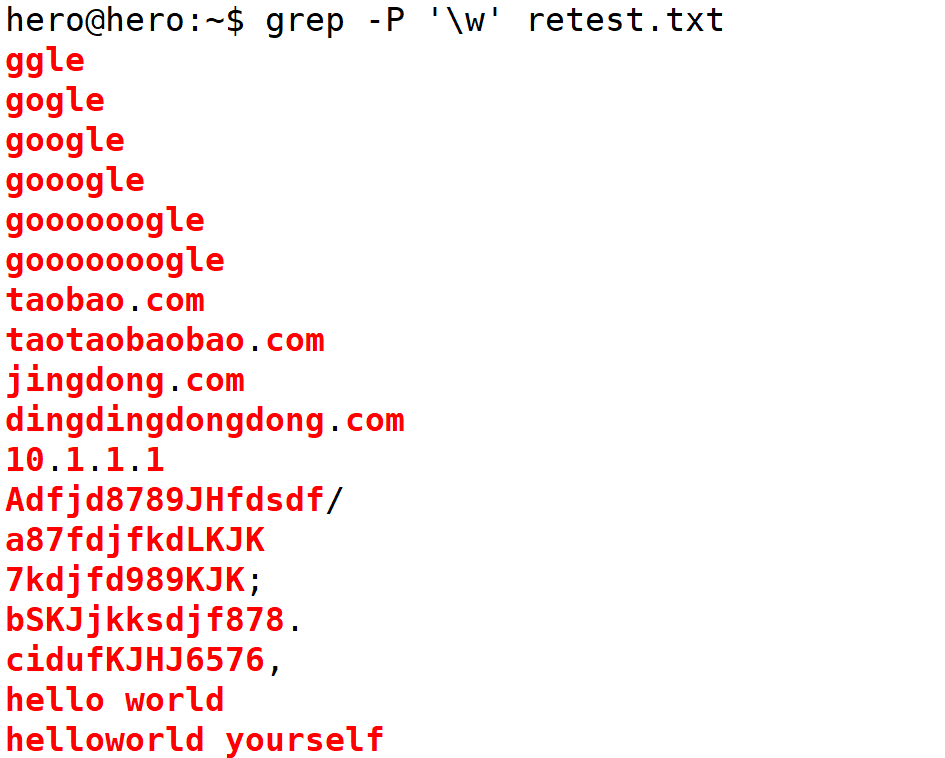 hero@hero:~$ grep -P '\w' retest.txt
ggle
gogle
google
gooogle
goooooogle
gooooooogle
taobao.com
taotaobaobao.com
jingdong.com
dingdingdongdong.com
10.1.1.1
Adfjd8789JHfdsdf/
a87fdjfkdLKJK
7kdjfd989KJK;
bSKJjkksdjf878.
cidufKJHJ6576,
hello world
helloworld yourself